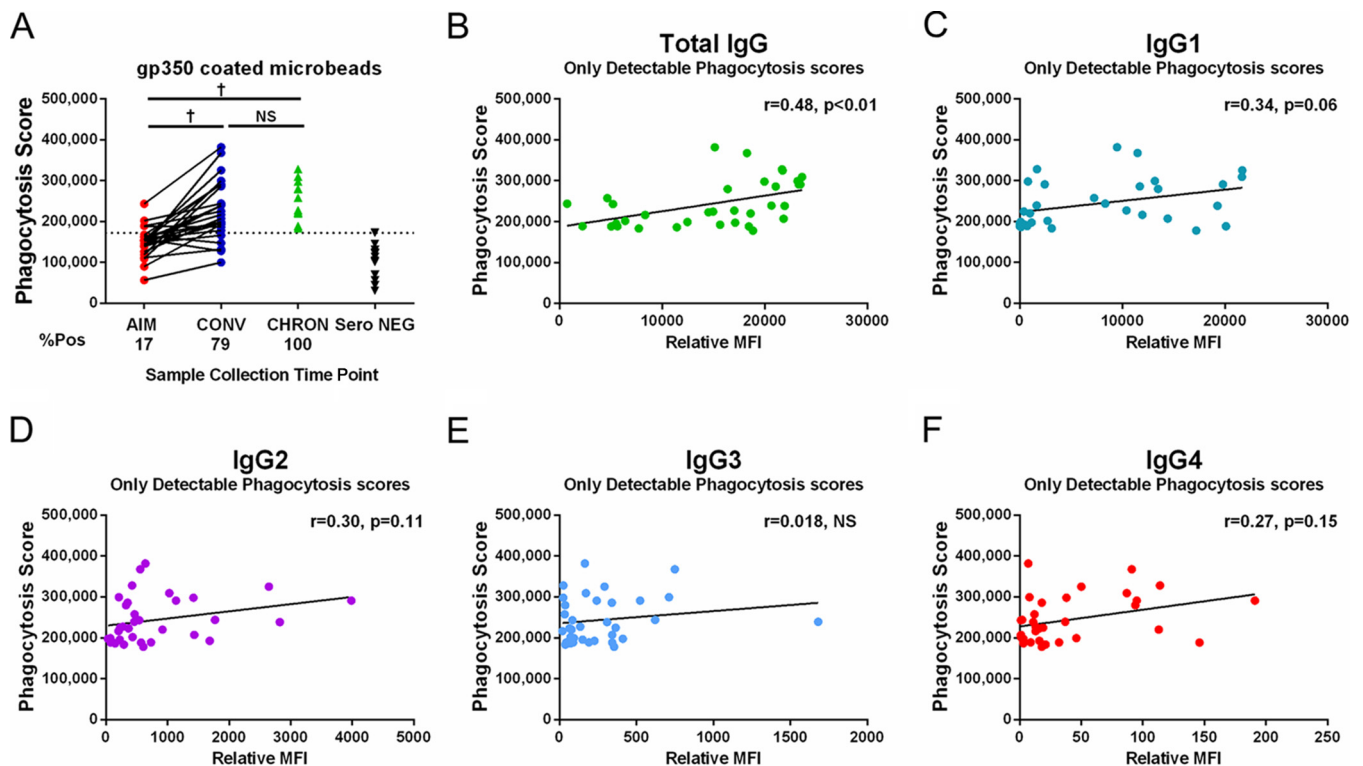 A
gp350 coated microbeads
Phagocytosis Score
500,000
400,000
300,000
200,000
100,000
0
†
†
NS
AIM
CONV
CHRON
Sero NEG
%Pos
17
79
100
Sample Collection Time Point
B
Total IgG
Only Detectable Phagocytosis scores
r=0.48, p<0.01
Phagocytosis Score
500,000
400,000
300,000
200,000
100,000
0
0
10000
20000
30000
Relative MFI
C
IgG1
Only Detectable Phagocytosis scores
r=0.34, p=0.06
Phagocytosis Score
500,000
400,000
300,000
200,000
100,000
0
0
10000
20000
30000
Relative MFI
D
IgG2
Only Detectable Phagocytosis scores
r=0.30, p=0.11
Phagocytosis Score
500,000
400,000
300,000
200,000
100,000
0
0
1000
2000
3000
4000
5000
Relative MFI
E
IgG3
Only Detectable Phagocytosis scores
r=0.018, NS
Phagocytosis Score
500,000
400,000
300,000
200,000
100,000
0
0
500
1000
1500
2000
Relative MFI
F
IgG4
Only Detectable Phagocytosis scores
r=0.27, p=0.15
Phagocytosis Score
500,000
400,000
300,000
200,000
100,000
0
0
50
100
150
200
250
Relative MFI